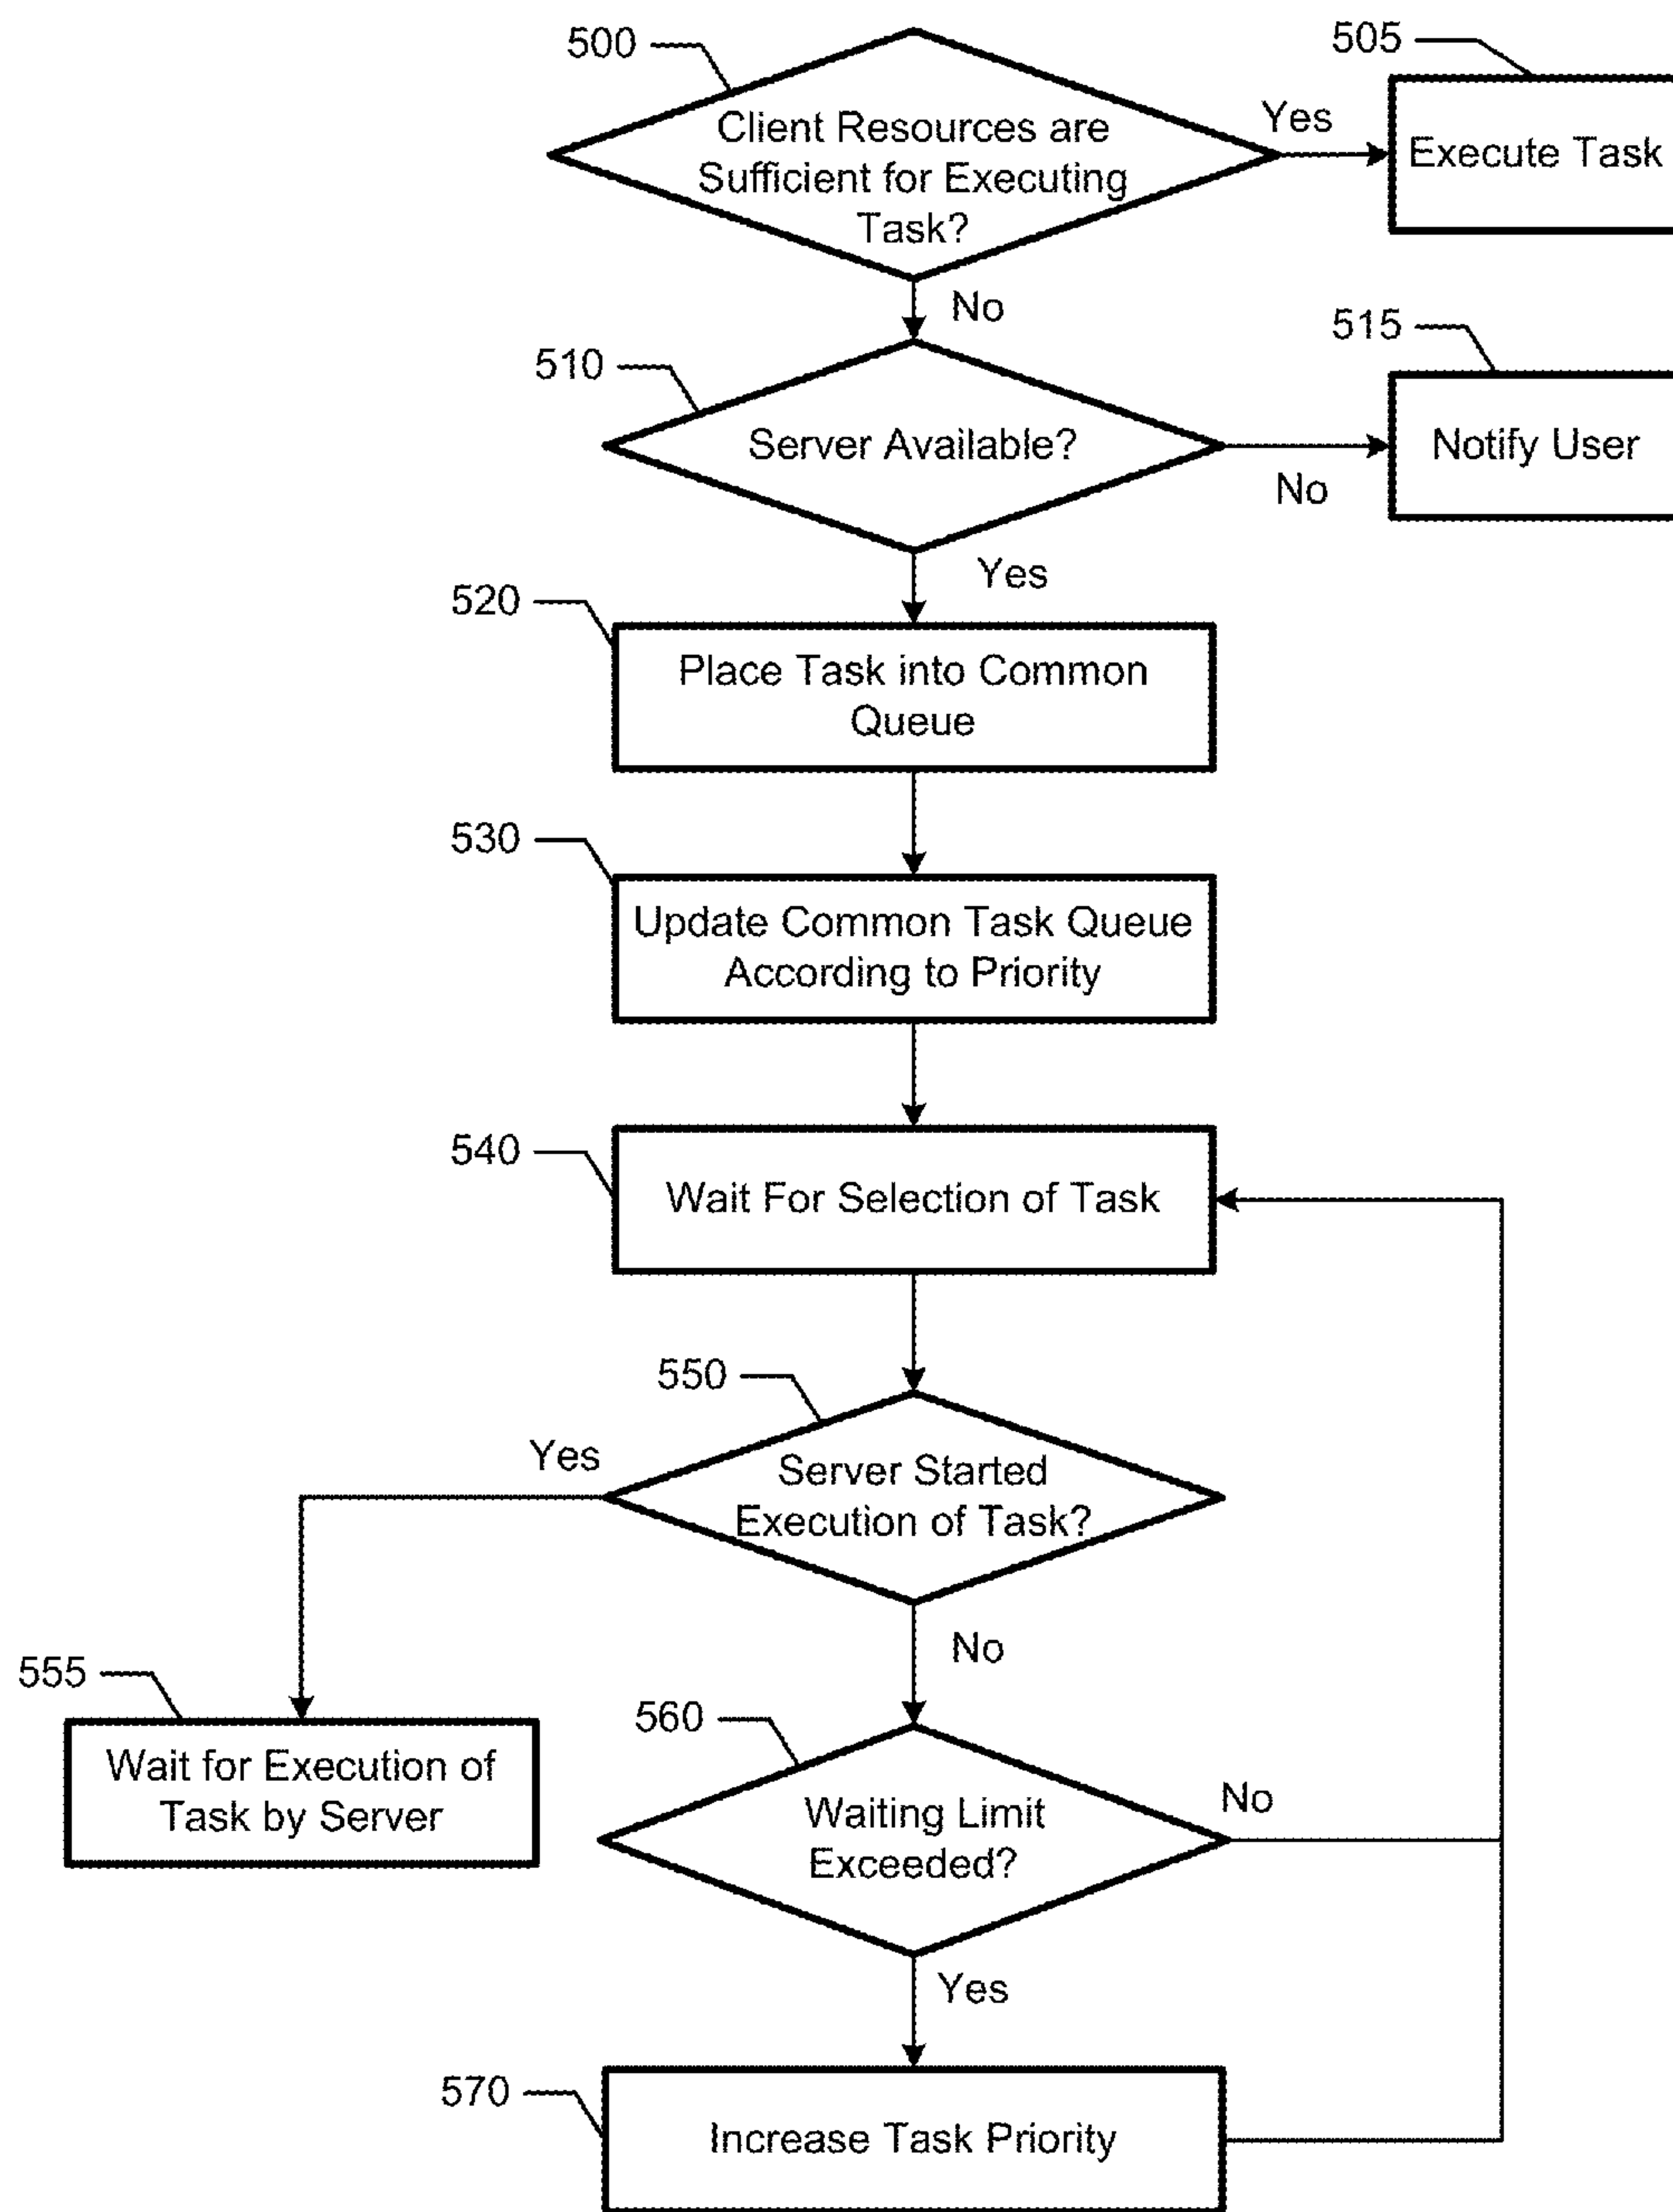 500
505
Client Resources are
Sufficient for Executing
Task?
Yes
Execute Task
No
510
515
Server Available?
No
Notify User
Yes
520
Place Task into Common
Queue
530
Update Common Task Queue
According to Priority
540
Wait For Selection of Task
550
Yes
Server Started
Execution of Task?
No
555
Wait for Execution of
Task by Server
560
Waiting Limit
Exceeded?
No
Yes
570
Increase Task Priority